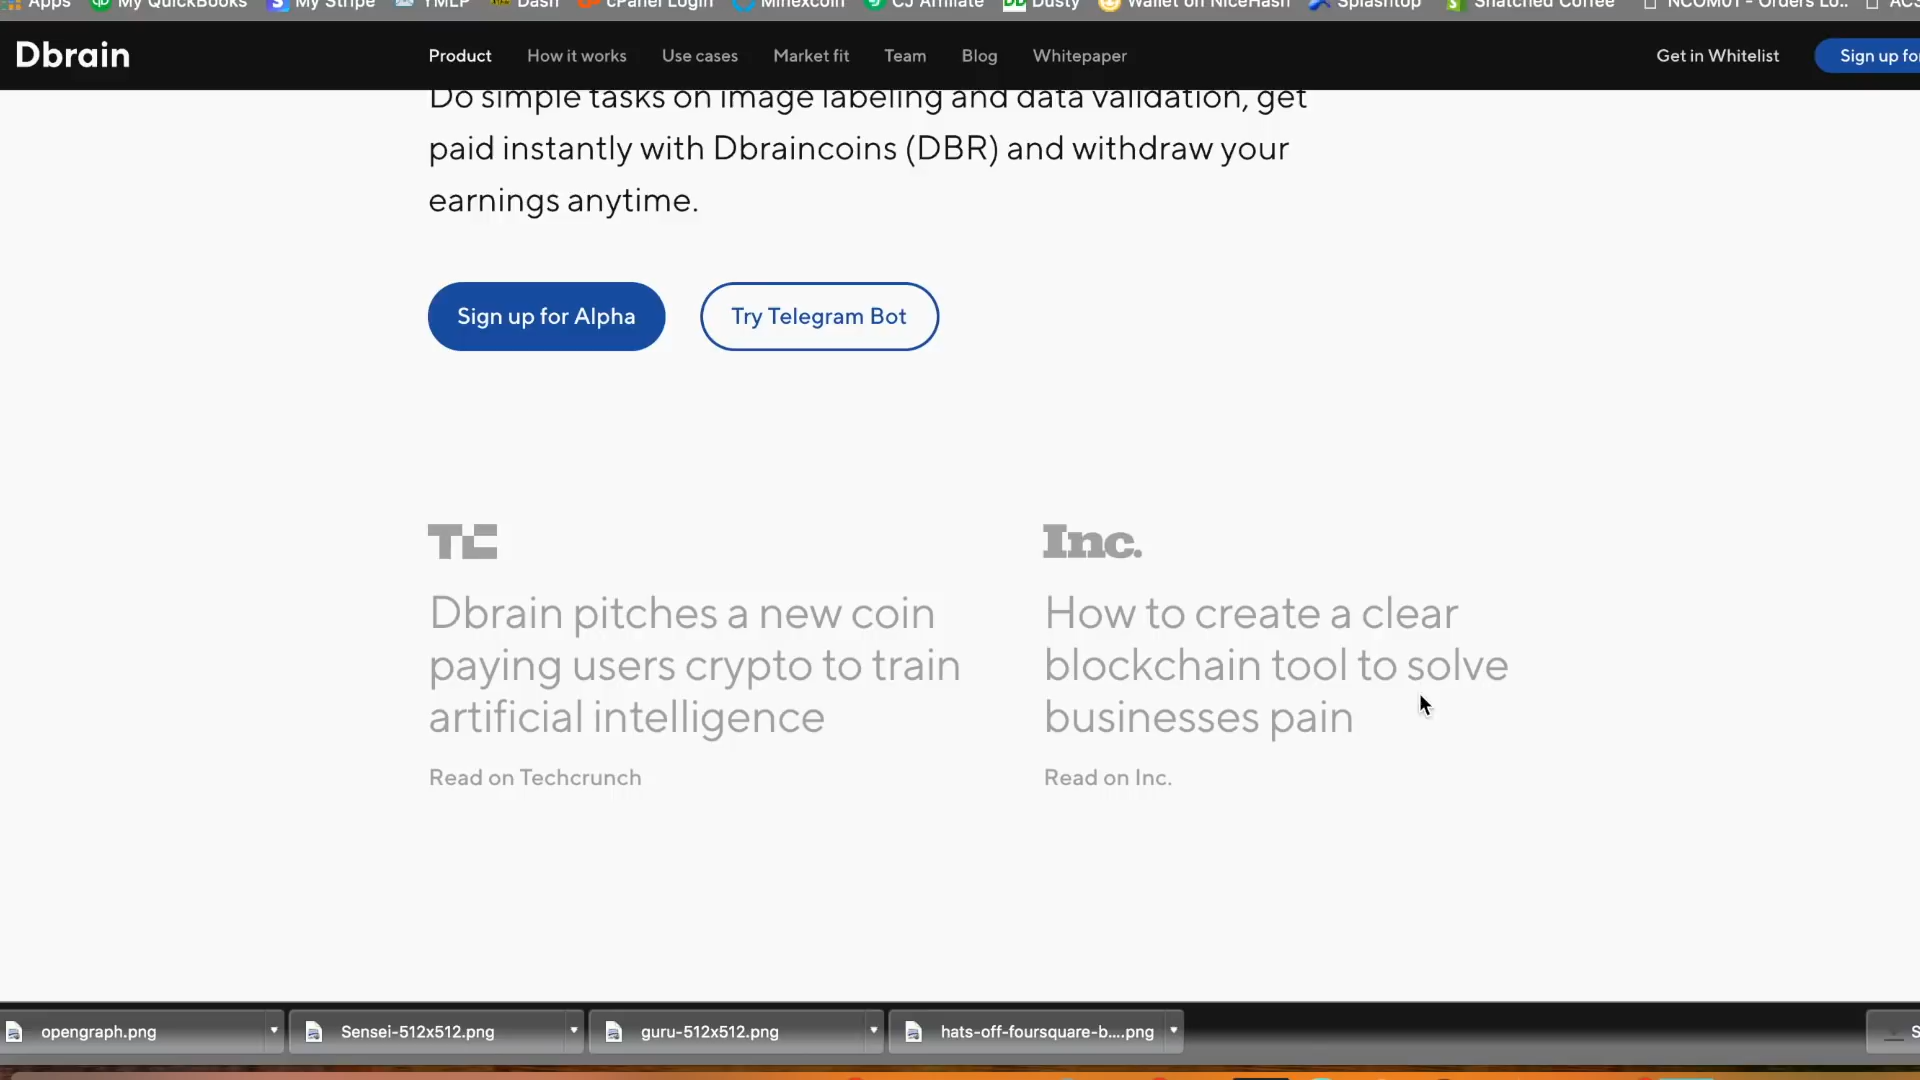 Apps My QuickBooks My Stripe YMLP Dash cPanel Login Minexcoin CJ Affiliate Dusty Wallet on NiceHash Splashtop Snatched Coffee NCOM01 - Orders Lo..
Dbrain Product How it works Use cases Market fit Team Blog Whitepaper Get in Whitelist Sign up for
Do simple tasks on image labeling and data validation, get
paid instantly with Dbraincoins (DBR) and withdraw your
earnings anytime.
Sign up for Alpha Try Telegram Bot
TC
Dbrain pitches a new coin
paying users crypto to train
artificial intelligence
Read on Techcrunch
Inc.
How to create a clear
blockchain tool to solve
businesses pain
Read on Inc.
opengraph.png Sensei-512x512.png guru-512x512.png hats-off-foursquare-b....png